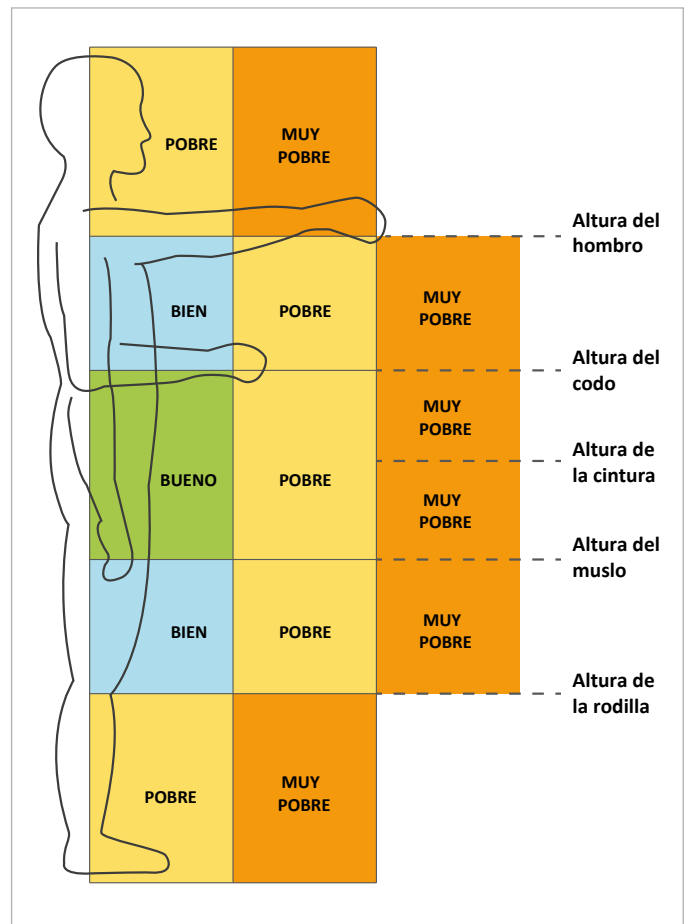 POBRE
MUY
POBRE
Altura del
hombro
BIEN
POBRE
MUY
POBRE
Altura del
codo
MUY
POBRE
Altura de
la cintura
BUENO
POBRE
MUY
POBRE
Altura del
muslo
BIEN
POBRE
MUY
POBRE
Altura de
la rodilla
POBRE
MUY
POBRE